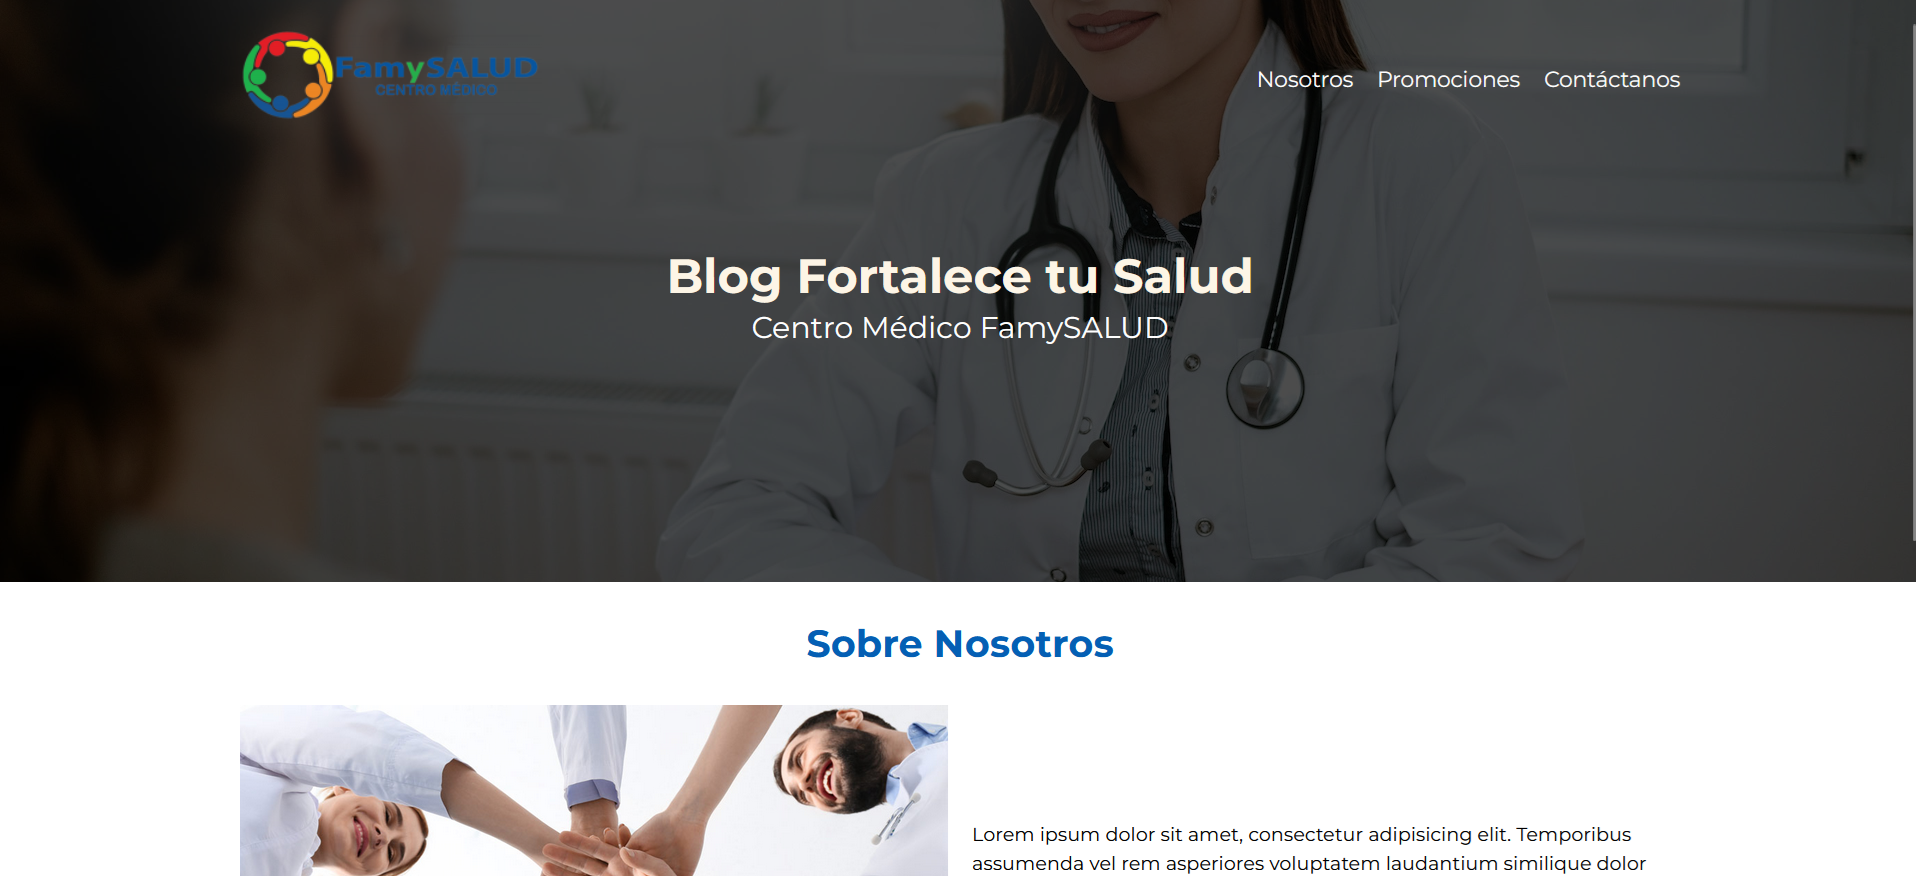 FamySALUD
CENTRO MÉDICO
Nosotros Promociones Contáctanos
Blog Fortalece tu Salud
Centro Médico FamySALUD
Sobre Nosotros
Lorem ipsum dolor sit amet, consectetur adipisicing elit. Temporibus
assumenda vel rem asperiores voluptatem laudantium similique dolor